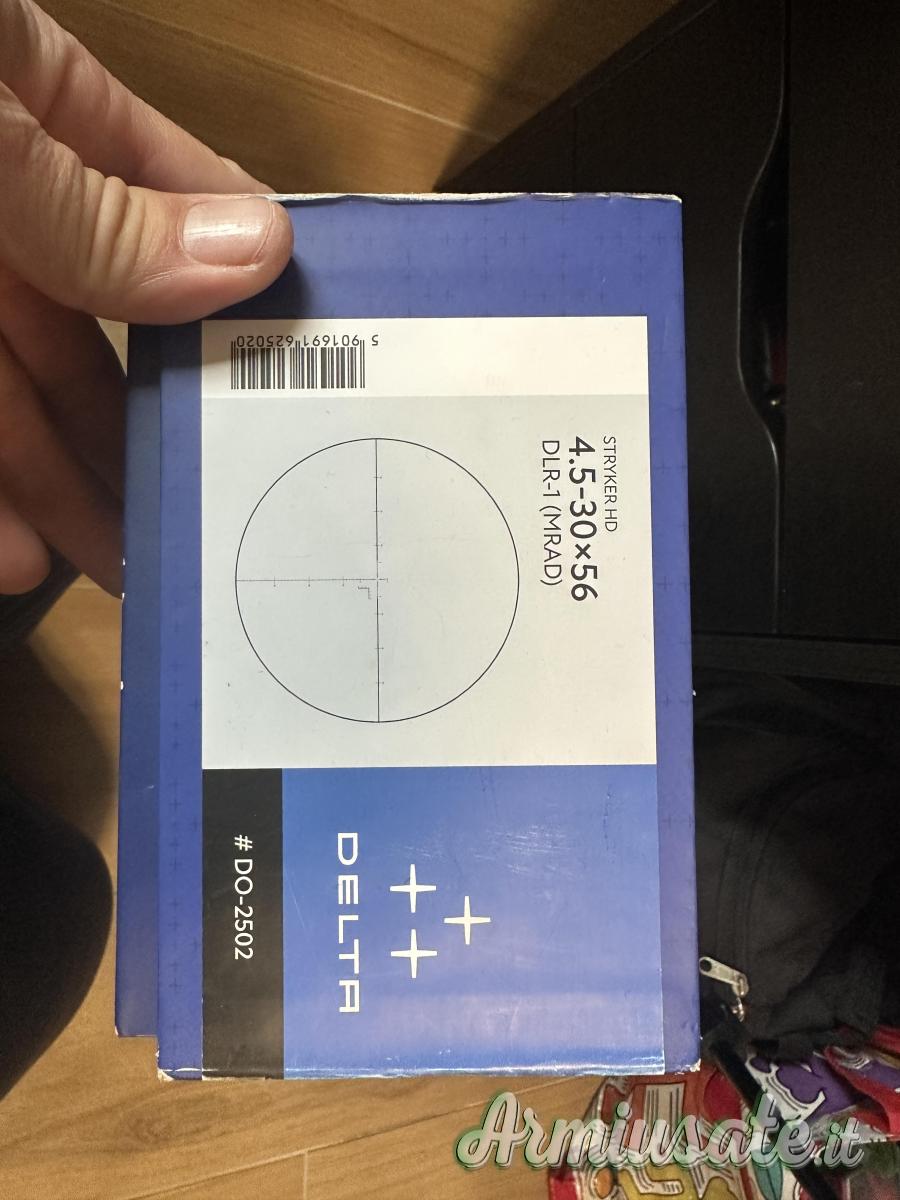 STRYKER HD
4.5-30×56
DLR-1 (MRAD)
5 901691 625020
DELTA
# DO-2502
Armiusate.it